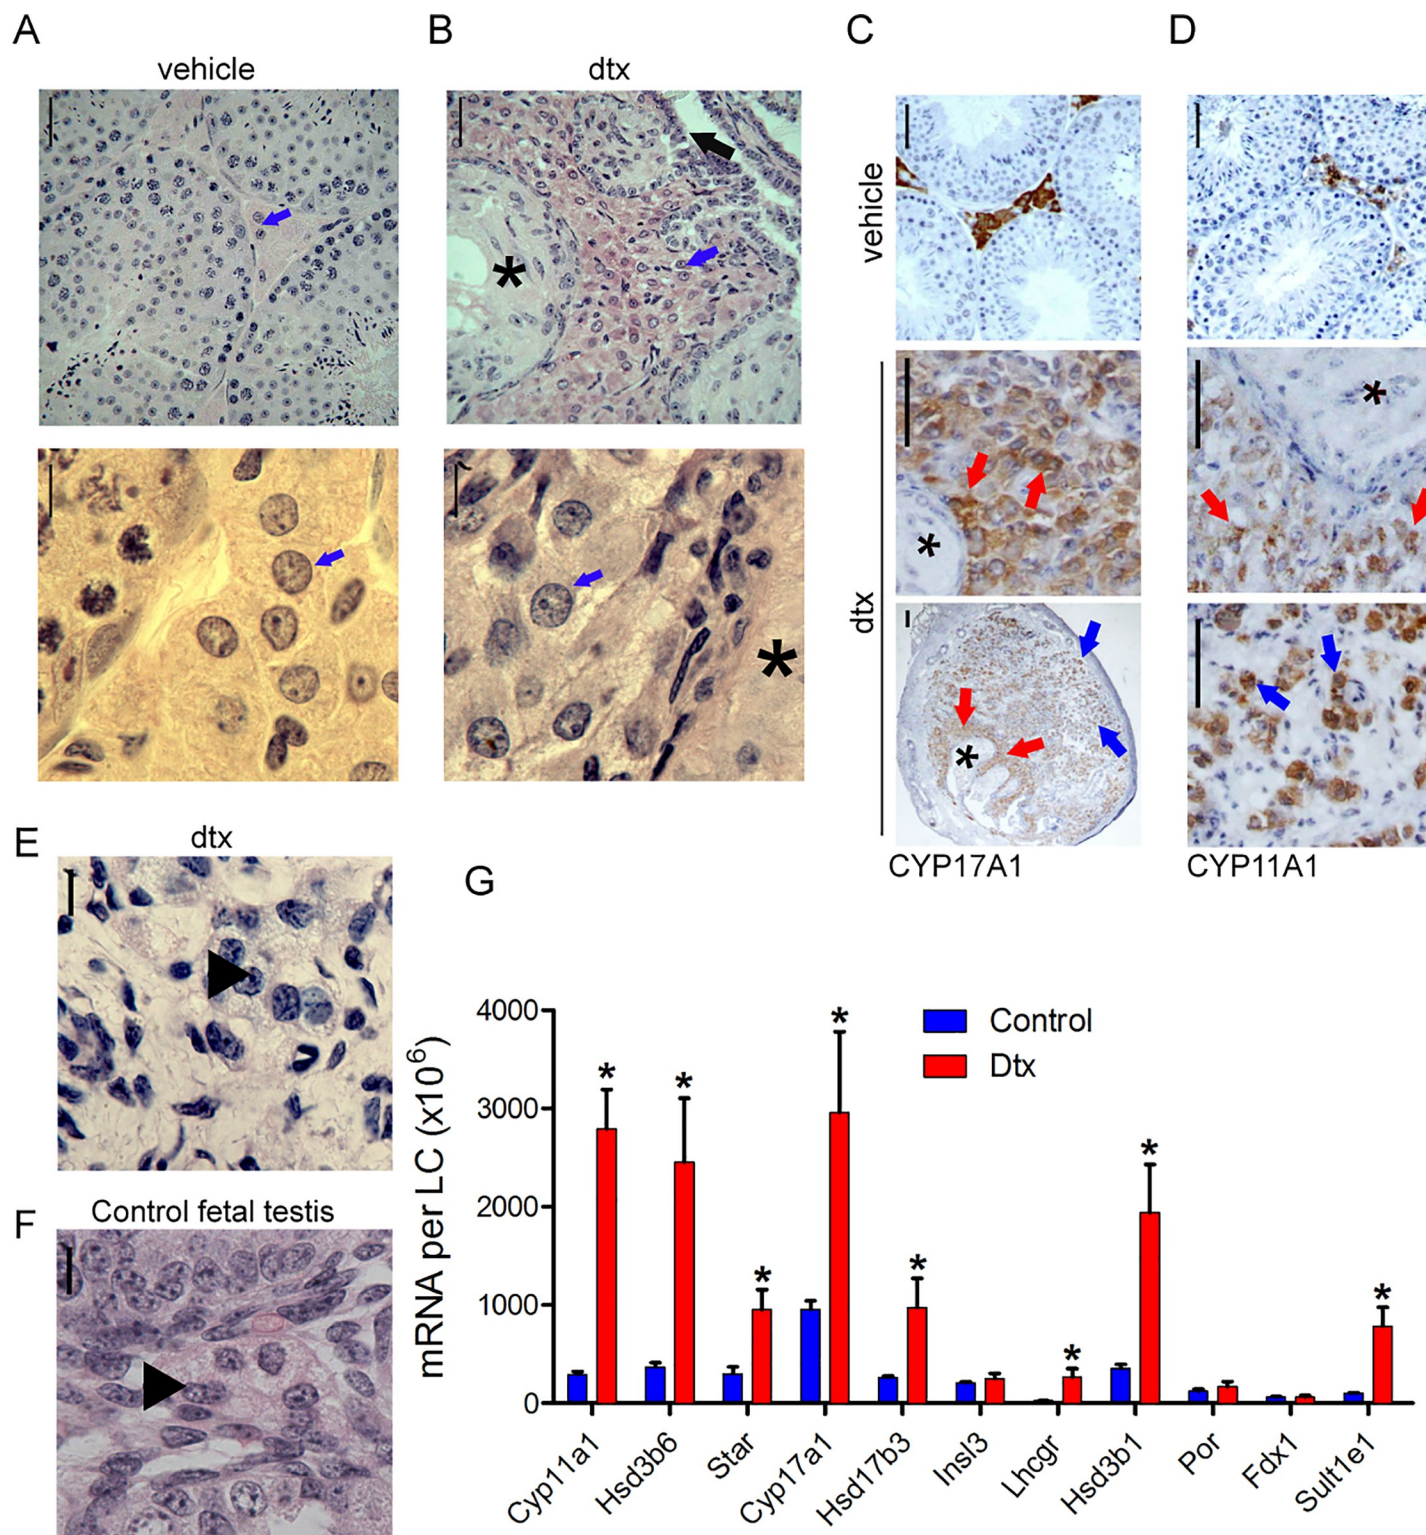 A
B
C
D
vehicle
dtx
vehicle
dtx
*
*
*
*
*
*
CYP17A1
CYP11A1
E
dtx
F
Control fetal testis
G
mRNA per LC (x10⁶)
4000
3000
2000
1000
0
Control
Dtx
* * * * * * * *
Cyp11a1
Hsd3b6
Star
Cyp17a1
Hsd17b3
Insl3
Lhcgr
Hsd3b1
Por
Fdx1
Sult1e1